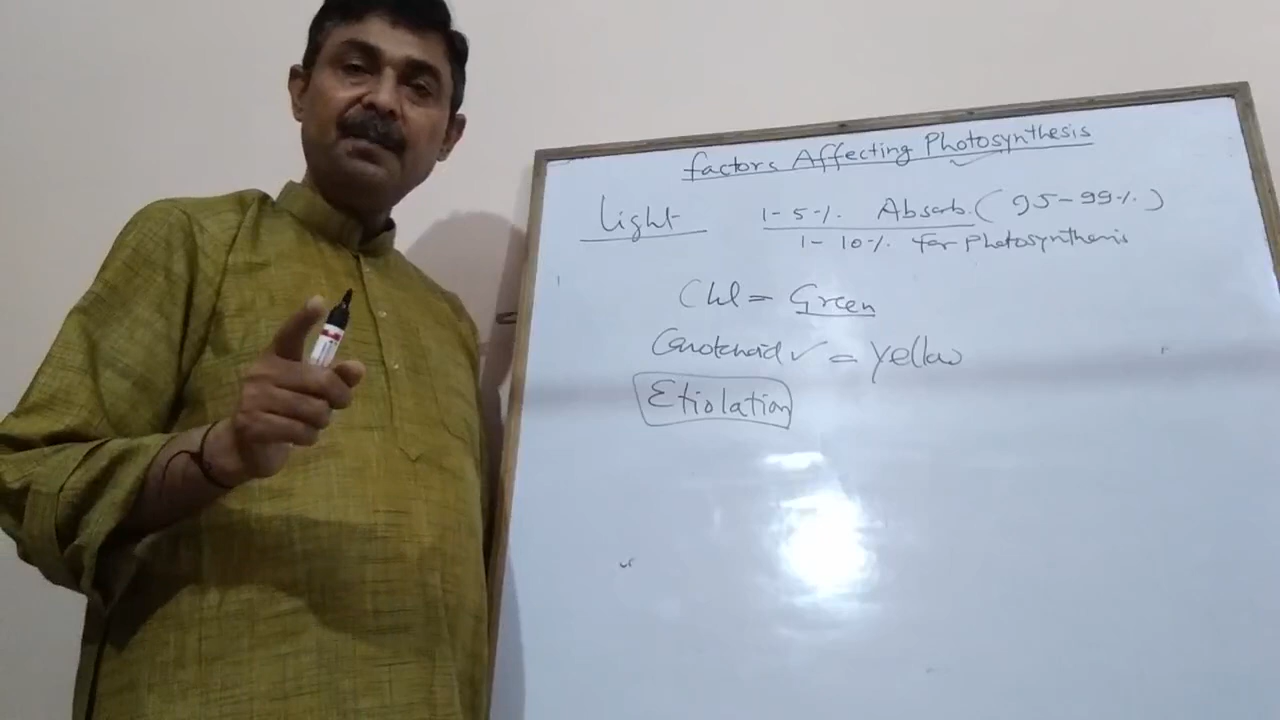 Factors Affecting Photosynthesis
Light
1-5-/. Absorb. (95-99-/.)
1-10-/. for Photosynthesis
Chl = Green
Carotenoid ✓ = Yellow
Etiolation